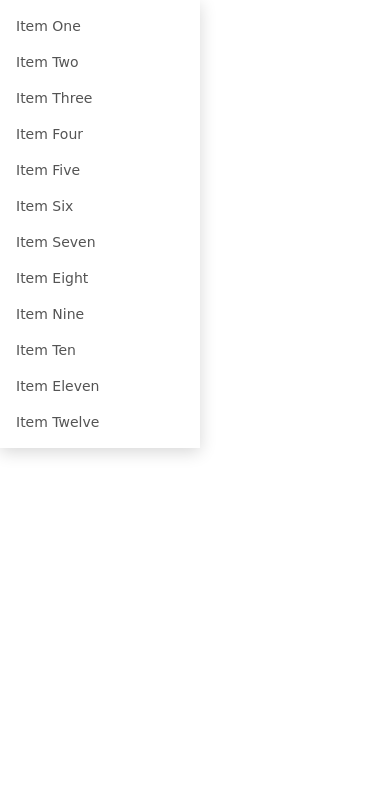 Item One
Item Two
Item Three
Item Four
Item Five
Item Six
Item Seven
Item Eight
Item Nine
Item Ten
Item Eleven
Item Twelve